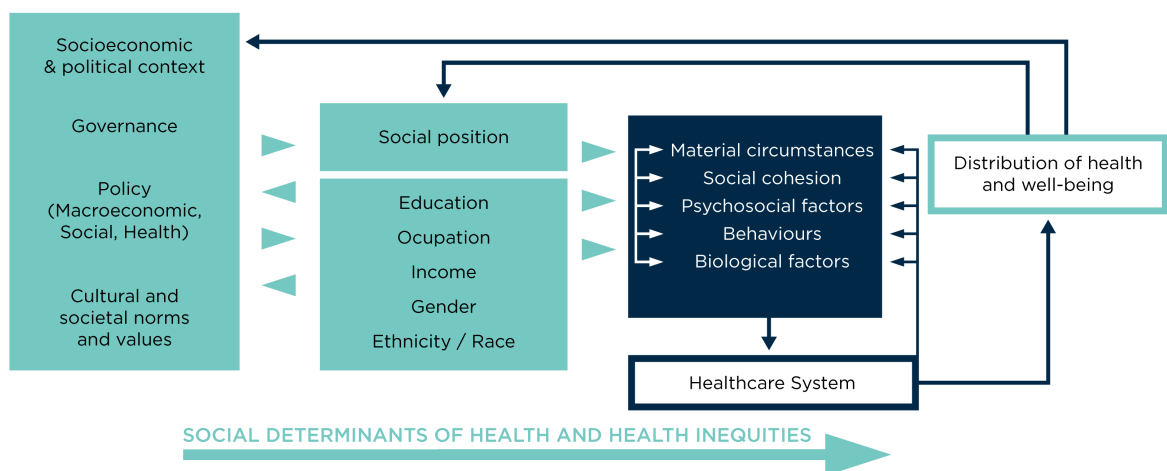 Socioeconomic
& political context
Governance
Policy
(Macroeconomic,
Social, Health)
Cultural and
societal norms
and values
Social position
Education
Ocupation
Income
Gender
Ethnicity / Race
Material circumstances
Social cohesion
Psychosocial factors
Behaviours
Biological factors
Healthcare System
Distribution of health
and well-being
SOCIAL DETERMINANTS OF HEALTH AND HEALTH INEQUITIES